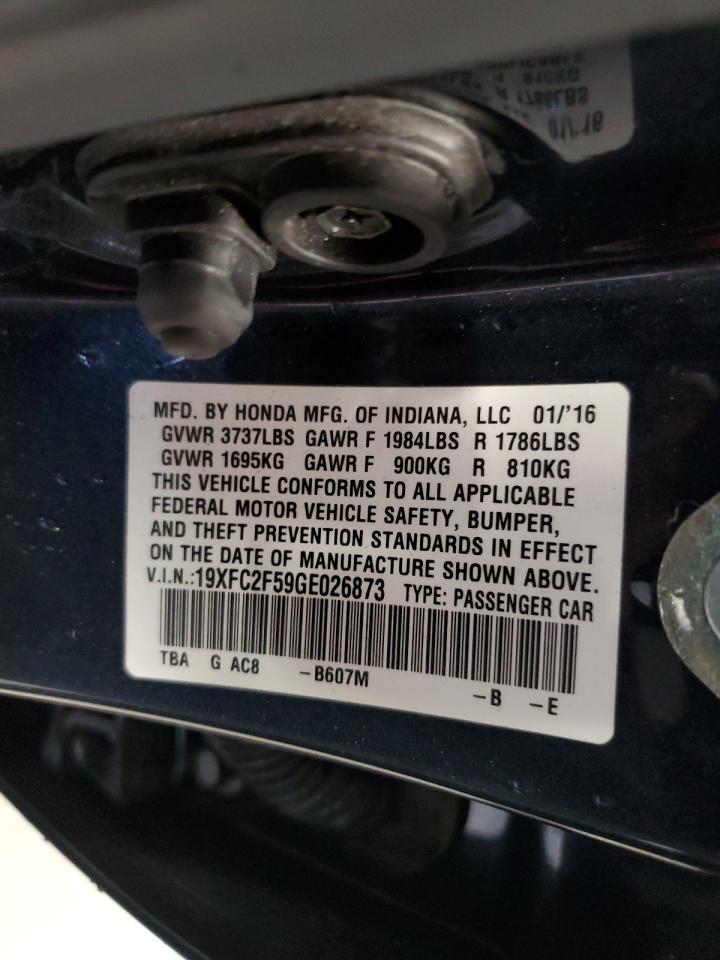 MFD. BY HONDA MFG. OF INDIANA, LLC 01/'16
GVWR 3737LBS GAWR F 1984LBS R 1786LBS
GVWR 1695KG GAWR F 900KG R 810KG
THIS VEHICLE CONFORMS TO ALL APPLICABLE
FEDERAL MOTOR VEHICLE SAFETY, BUMPER,
AND THEFT PREVENTION STANDARDS IN EFFECT
ON THE DATE OF MANUFACTURE SHOWN ABOVE.
V.I.N.:19XFC2F59GE026873 TYPE: PASSENGER CAR
TBA G AC8 -B607M -B -E